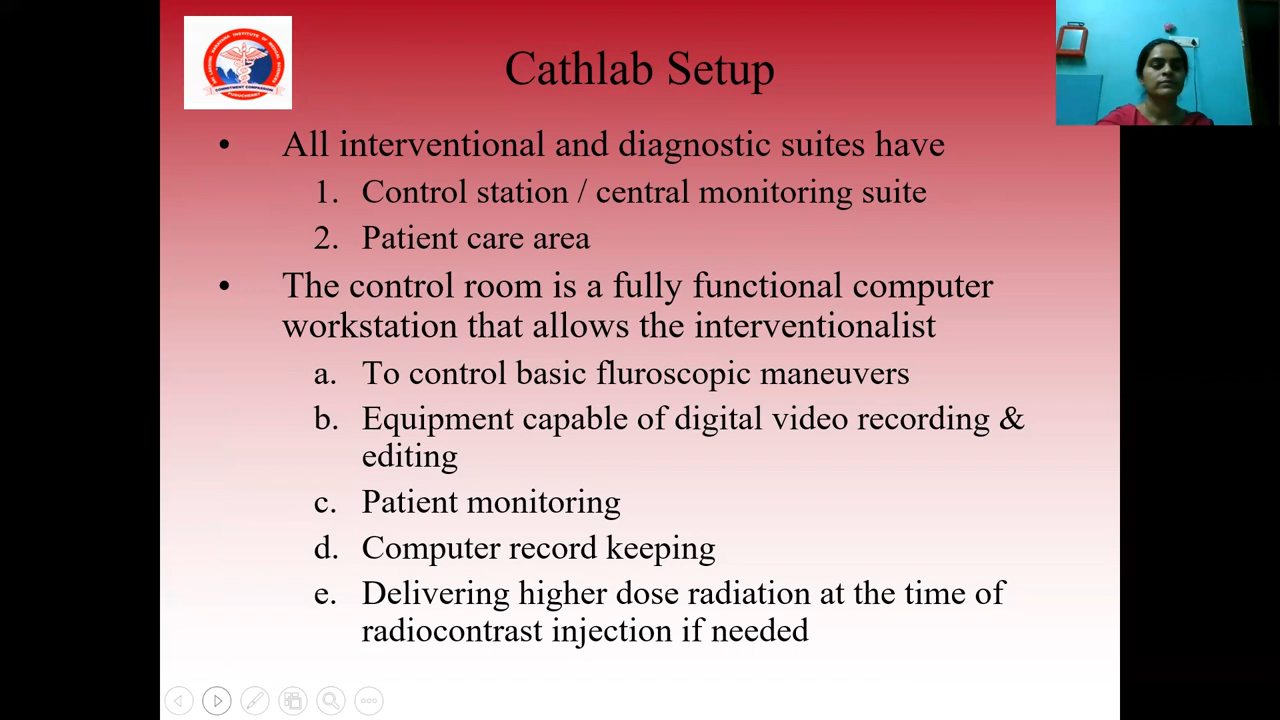 Cathlab Setup
• All interventional and diagnostic suites have
1. Control station / central monitoring suite
2. Patient care area
• The control room is a fully functional computer
workstation that allows the interventionalist
a. To control basic fluroscopic maneuvers
b. Equipment capable of digital video recording &
editing
c. Patient monitoring
d. Computer record keeping
e. Delivering higher dose radiation at the time of
radiocontrast injection if needed